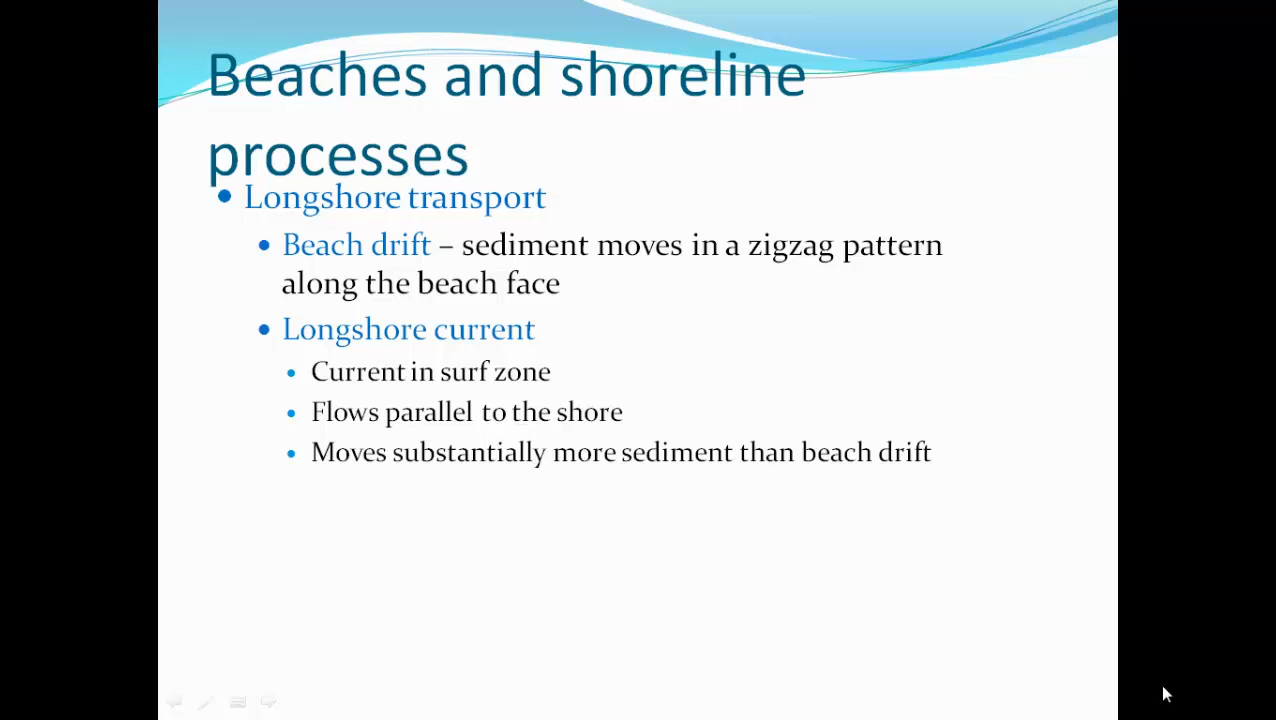 Beaches and shoreline
processes
• Longshore transport
• Beach drift – sediment moves in a zigzag pattern
along the beach face
• Longshore current
• Current in surf zone
• Flows parallel to the shore
• Moves substantially more sediment than beach drift